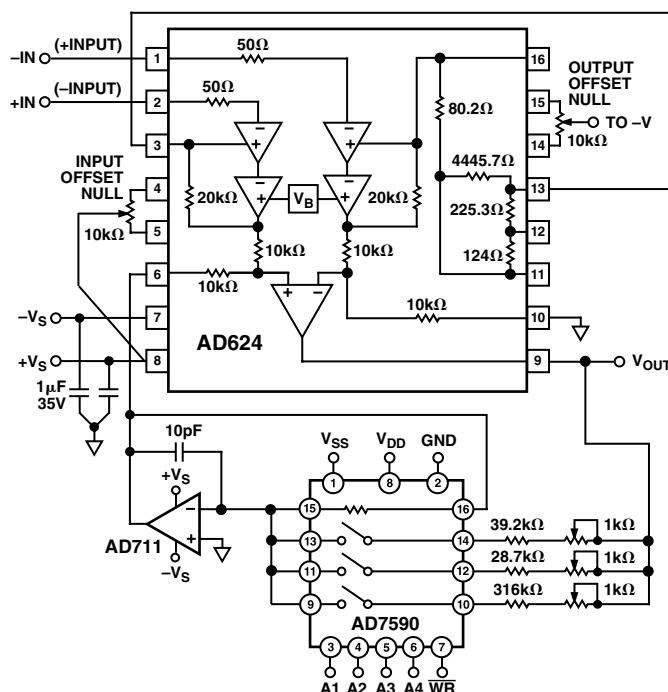 −IN (+INPUT)
+IN (−INPUT)
1
2
3
4
5
6
7
8
50Ω
50Ω
−
+
−
+
−
+
−
+
VB
20kΩ
20kΩ
10kΩ
10kΩ
10kΩ
10kΩ
+
−
AD624
80.2Ω
4445.7Ω
225.3Ω
124Ω
16
15
14
13
12
11
10
9
OUTPUT
OFFSET
NULL
TO −V
10kΩ
INPUT
OFFSET
NULL
10kΩ
−VS
+VS
1μF
35V
VOUT
10pF
+VS
−
+
AD711
−VS
VSS
VDD
GND
1
8
2
15
16
13
14
11
12
9
10
39.2kΩ
1kΩ
28.7kΩ
1kΩ
316kΩ
1kΩ
AD7590
3
4
5
6
7
A1
A2
A3
A4
WR